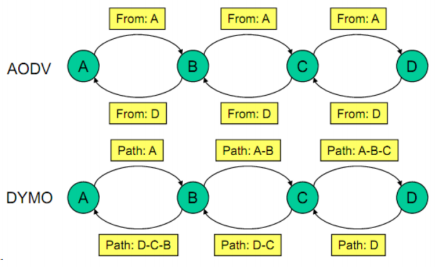 From: A From: A From: A
AODV A B C D
From: D From: D From: D
Path: A Path: A-B Path: A-B-C
DYMO A B C D
Path: D-C-B Path: D-C Path: D